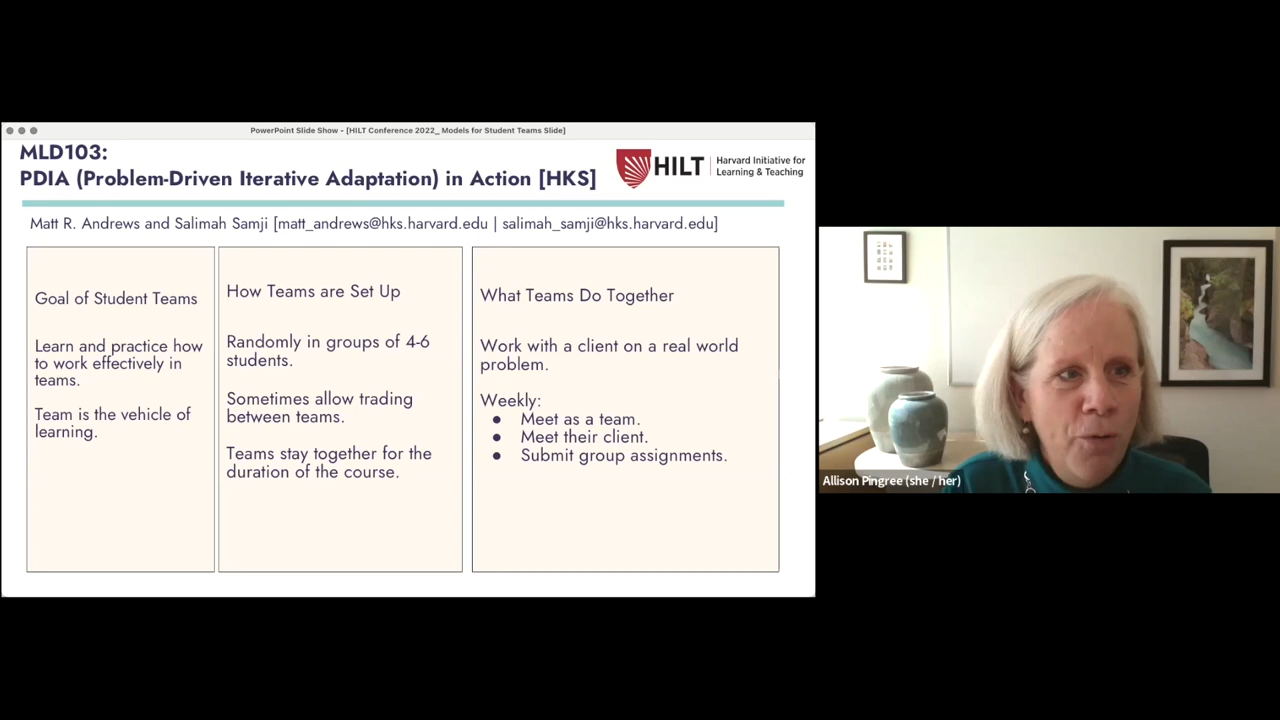 PowerPoint Slide Show - [HILT Conference 2022_ Models for Student Teams Slide]
MLD103:
PDIA (Problem-Driven Iterative Adaptation) in Action [HKS]
HILT
Harvard Initiative for
Learning & Teaching
Matt R. Andrews and Salimah Samji [matt_andrews@hks.harvard.edu | salimah_samji@hks.harvard.edu]
Goal of Student Teams
Learn and practice how
to work effectively in
teams.
Team is the vehicle of
learning.
How Teams are Set Up
Randomly in groups of 4-6
students.
Sometimes allow trading
between teams.
Teams stay together for the
duration of the course.
What Teams Do Together
Work with a client on a real world
problem.
Weekly:
● Meet as a team.
● Meet their client.
● Submit group assignments.
Allison Pingree (she / her)